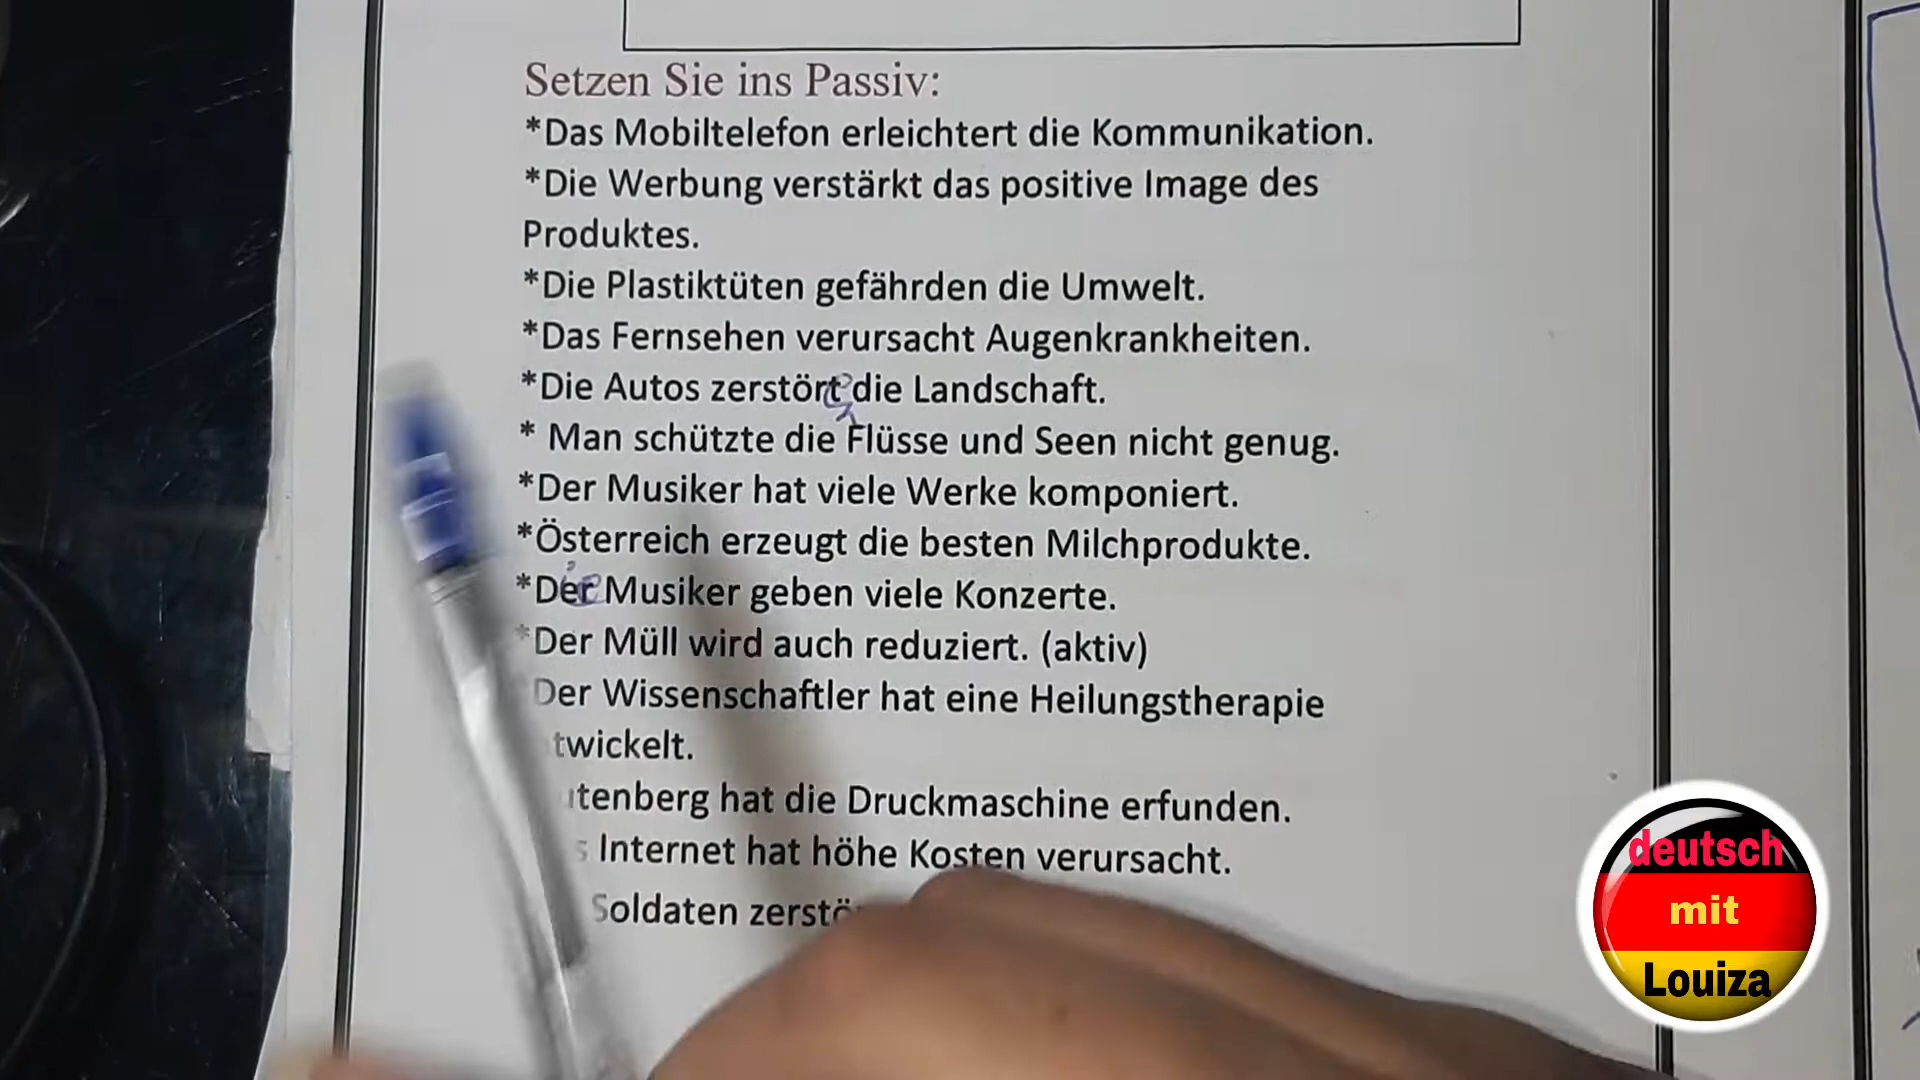 Setzen Sie ins Passiv:
*Das Mobiltelefon erleichtert die Kommunikation.
*Die Werbung verstärkt das positive Image des
Produktes.
*Die Plastiktüten gefährden die Umwelt.
*Das Fernsehen verursacht Augenkrankheiten.
*Die Autos zerstört die Landschaft.
* Man schützte die Flüsse und Seen nicht genug.
*Der Musiker hat viele Werke komponiert.
*Österreich erzeugt die besten Milchprodukte.
*Der Musiker geben viele Konzerte.
*Der Müll wird auch reduziert. (aktiv)
Der Wissenschaftler hat eine Heilungstherapie
twickelt.
tenberg hat die Druckmaschine erfunden.
s Internet hat höhe Kosten verursacht.
Soldaten zerstö
deutsch
mit
Louiza